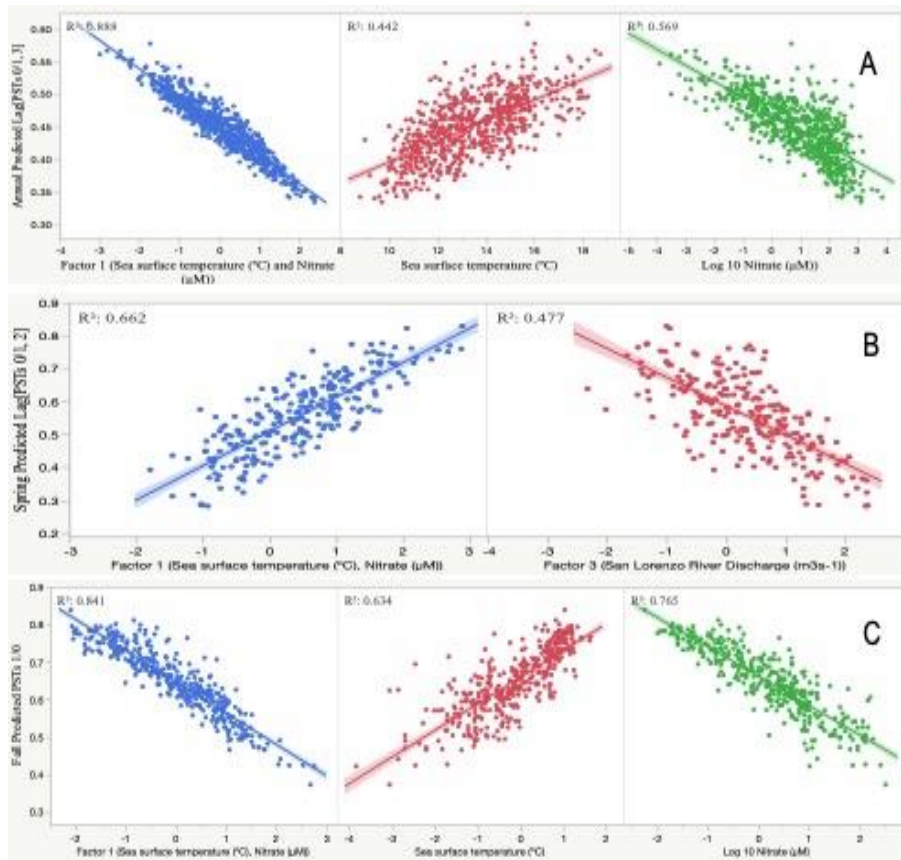 R²: 0.888
R²: 0.442
R²: 0.569
A
Annual Predicted Lag[PSTs 0/1,3]
0.60
0.55
0.50
0.45
0.40
0.35
0.30
-4 -3 -2 -1 0 1 2 3
8 10 12 14 16 18
-6 -5 -4 -3 -2 -1 0 1 2 3 4
Factor 1 (Sea surface temperature (°C) and Nitrate (µM))
Sea surface temperature (°C)
Log 10 Nitrate (µM))
R²: 0.662
R²: 0.477
B
Spring Predicted Lag[PSTs 0/1, 2]
0.9
0.8
0.7
0.6
0.5
0.4
0.3
0.2
-3 -2 -1 0 1 2 3
-4 -3 -2 -1 0 1 2
Factor 1 (Sea surface temperature (°C), Nitrate (µM))
Factor 3 (San Lorenzo River Discharge (m3s-1))
R²: 0.841
R²: 0.634
R²: 0.765
C
Fall Predicted PSTs 1/0
0.9
0.8
0.7
0.6
0.5
0.4
0.3
-2 -1 0 1 2 3
-4 -3 -2 -1 0 1 2
-2 -1 0 1 2
Factor 1 (Sea surface temperature (°C), Nitrate (µM))
Sea surface temperature (°C)
Log 10 Nitrate (µM)